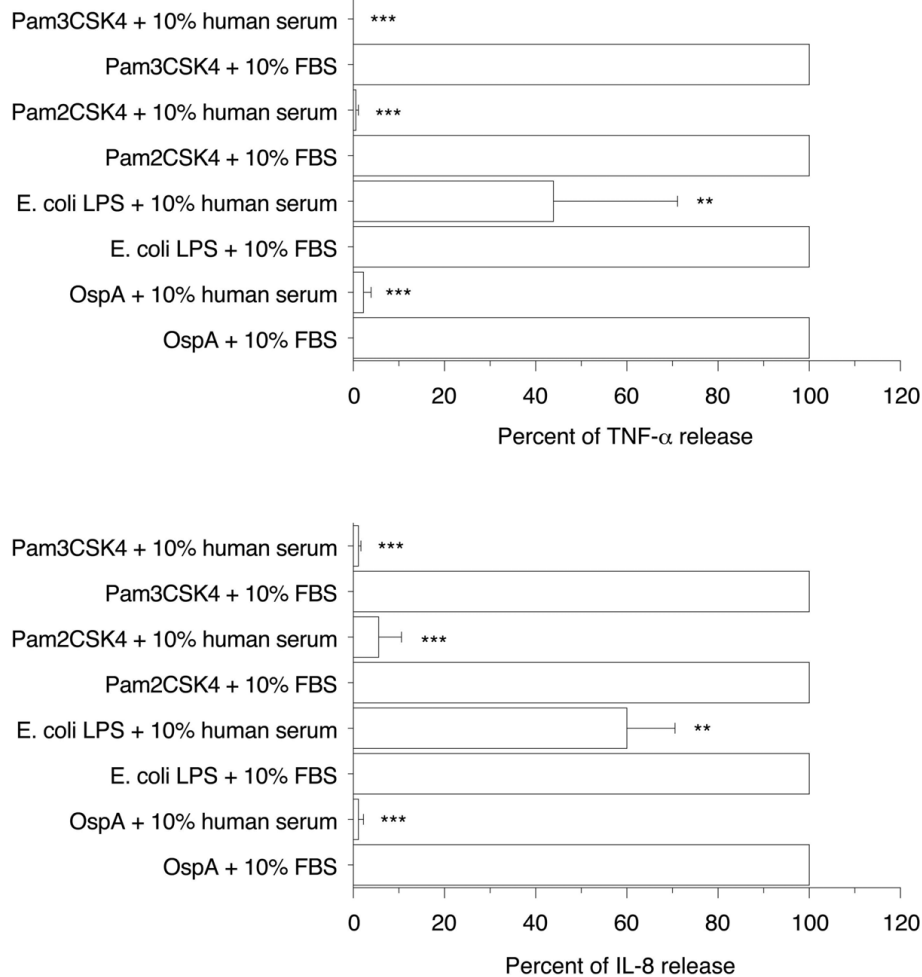 Pam3CSK4 + 10% human serum ***
Pam3CSK4 + 10% FBS
Pam2CSK4 + 10% human serum ***
Pam2CSK4 + 10% FBS
E. coli LPS + 10% human serum **
E. coli LPS + 10% FBS
OspA + 10% human serum ***
OspA + 10% FBS
0 20 40 60 80 100 120
Percent of TNF-α release
Pam3CSK4 + 10% human serum ***
Pam3CSK4 + 10% FBS
Pam2CSK4 + 10% human serum ***
Pam2CSK4 + 10% FBS
E. coli LPS + 10% human serum **
E. coli LPS + 10% FBS
OspA + 10% human serum ***
OspA + 10% FBS
0 20 40 60 80 100 120
Percent of IL-8 release